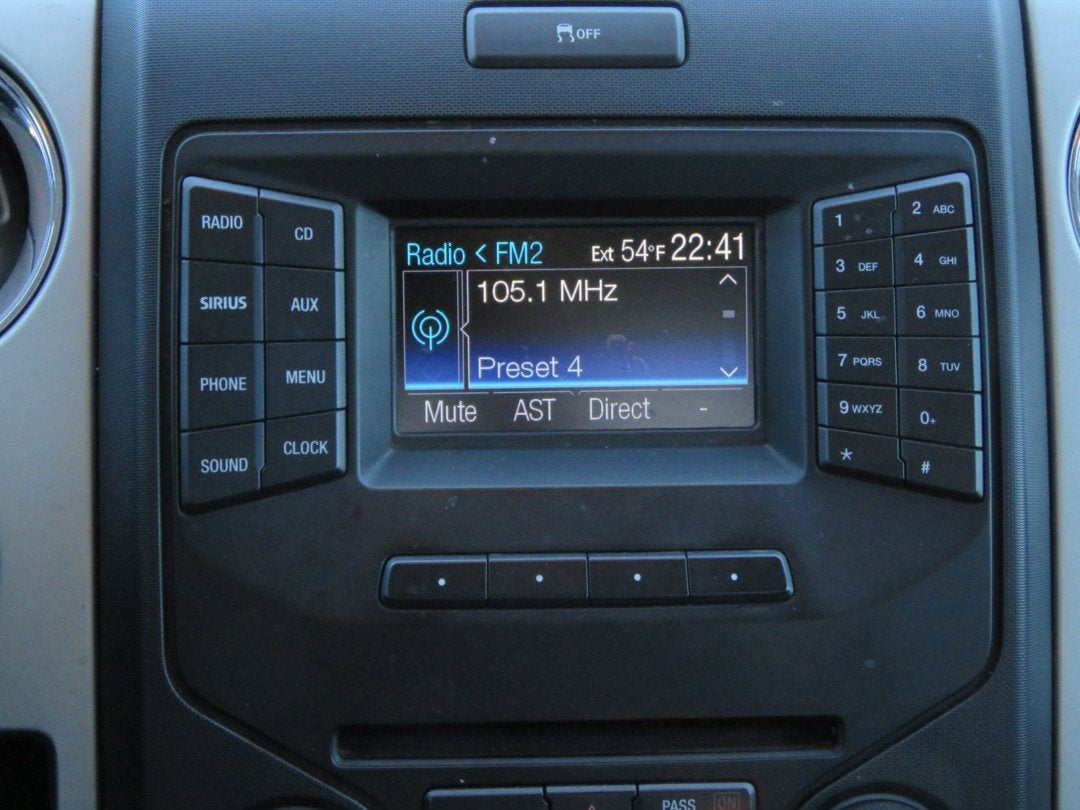 OFF
RADIO
CD
SIRIUS
AUX
PHONE
MENU
SOUND
CLOCK
Radio < FM2
Ext 54°F 22:41
105.1 MHz
Preset 4
Mute AST Direct -
1
2 ABC
3 DEF
4 GHI
5 JKL
6 MNO
7 PQRS
8 TUV
9 WXYZ
0+
*
#
PASS ON